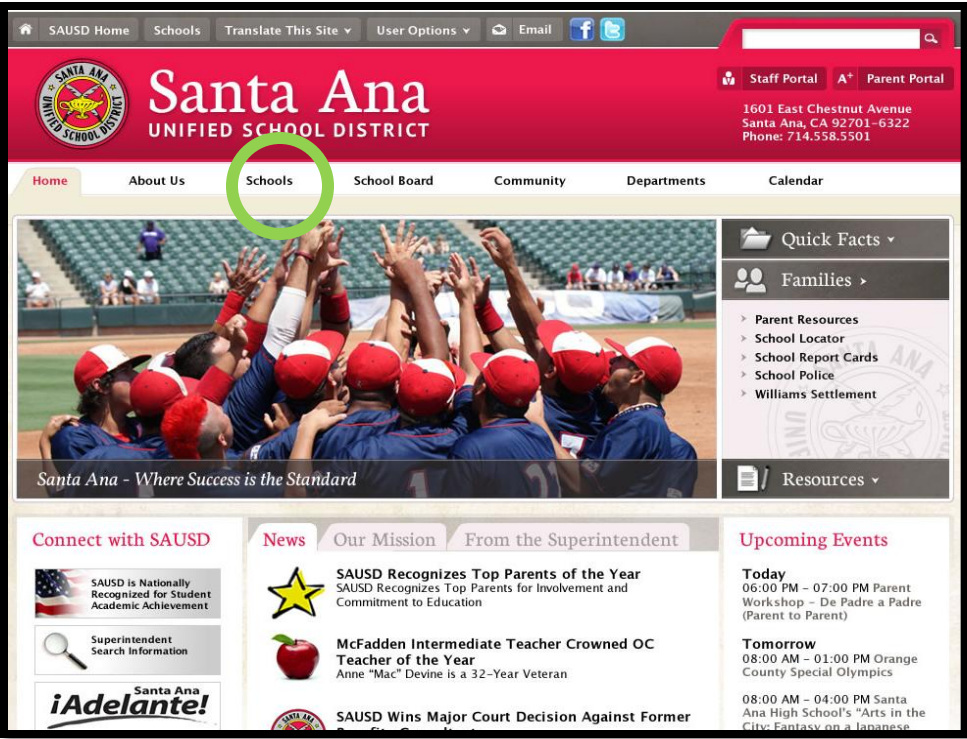 SAUSD Home Schools Translate This Site User Options Email
Staff Portal A+ Parent Portal
SANTA ANA
UNIFIED SCHOOL DISTRICT
Santa Ana
UNIFIED SCHOOL DISTRICT
1601 East Chestnut Avenue
Santa Ana, CA 92701-6322
Phone: 714.558.5501
Home About Us Schools School Board Community Departments Calendar
Quick Facts
Families
Parent Resources
School Locator
School Report Cards
School Police
Williams Settlement
Resources
Santa Ana - Where Success is the Standard
Connect with SAUSD
SAUSD is Nationally
Recognized for Student
Academic Achievement
Superintendent
Search Information
Santa Ana
¡Adelante!
News Our Mission From the Superintendent
SAUSD Recognizes Top Parents of the Year
SAUSD Recognizes Top Parents for Involvement and
Commitment to Education
McFadden Intermediate Teacher Crowned OC
Teacher of the Year
Anne "Mac" Devine is a 32-Year Veteran
SAUSD Wins Major Court Decision Against Former
Upcoming Events
Today
06:00 PM - 07:00 PM Parent
Workshop - De Padre a Padre
(Parent to Parent)
Tomorrow
08:00 AM - 01:00 PM Orange
County Special Olympics
08:00 AM - 04:00 PM Santa
Ana High School's "Arts in the
City: Fantasy on a Japanese